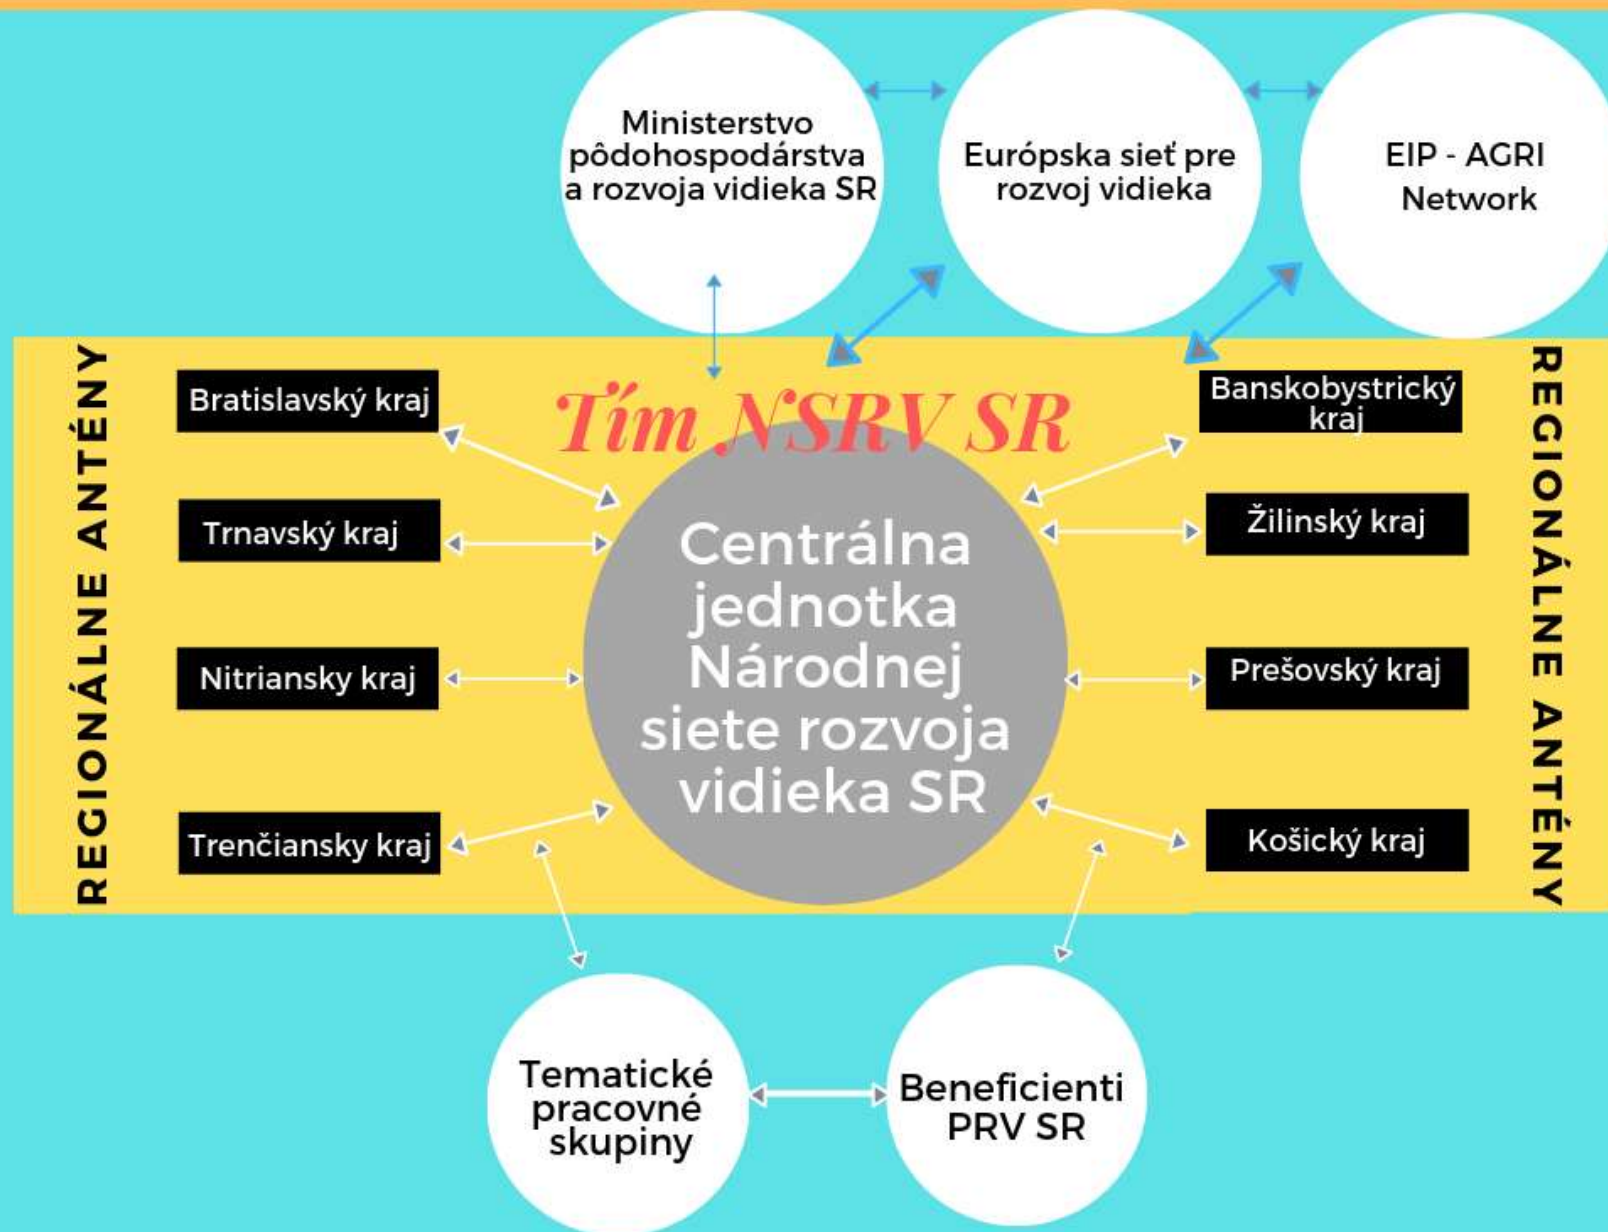 Ministerstvo
pôdohospodárstva
a rozvoja vidieka SR
Európska sieť pre
rozvoj vidieka
EIP - AGRI
Network
REGIONÁLNE ANTÉNY
Tím NSRV SR
REGIONÁLNE ANTÉNY
Bratislavský kraj
Trnavský kraj
Nitriansky kraj
Trenčiansky kraj
Centrálna
jednotka
Národnej
siete rozvoja
vidieka SR
Banskobystrický
kraj
Žilinský kraj
Prešovský kraj
Košický kraj
Tematické
pracovné
skupiny
Beneficienti
PRV SR